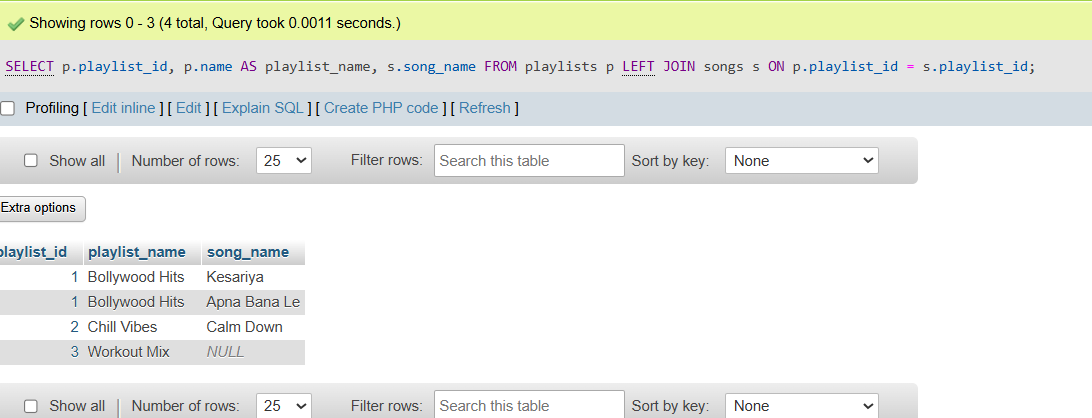 Showing rows 0 - 3 (4 total, Query took 0.0011 seconds.)
SELECT p.playlist_id, p.name AS playlist_name, s.song_name FROM playlists p LEFT JOIN songs s ON p.playlist_id = s.playlist_id;
Profiling [ Edit inline ] [ Edit ] [ Explain SQL ] [ Create PHP code ] [ Refresh ]
Show all | Number of rows: 25 Filter rows: Search this table Sort by key: None
Extra options
playlist_id playlist_name song_name
1 Bollywood Hits Kesariya
1 Bollywood Hits Apna Bana Le
2 Chill Vibes Calm Down
3 Workout Mix NULL
Show all | Number of rows: 25 Filter rows: Search this table Sort by key: None